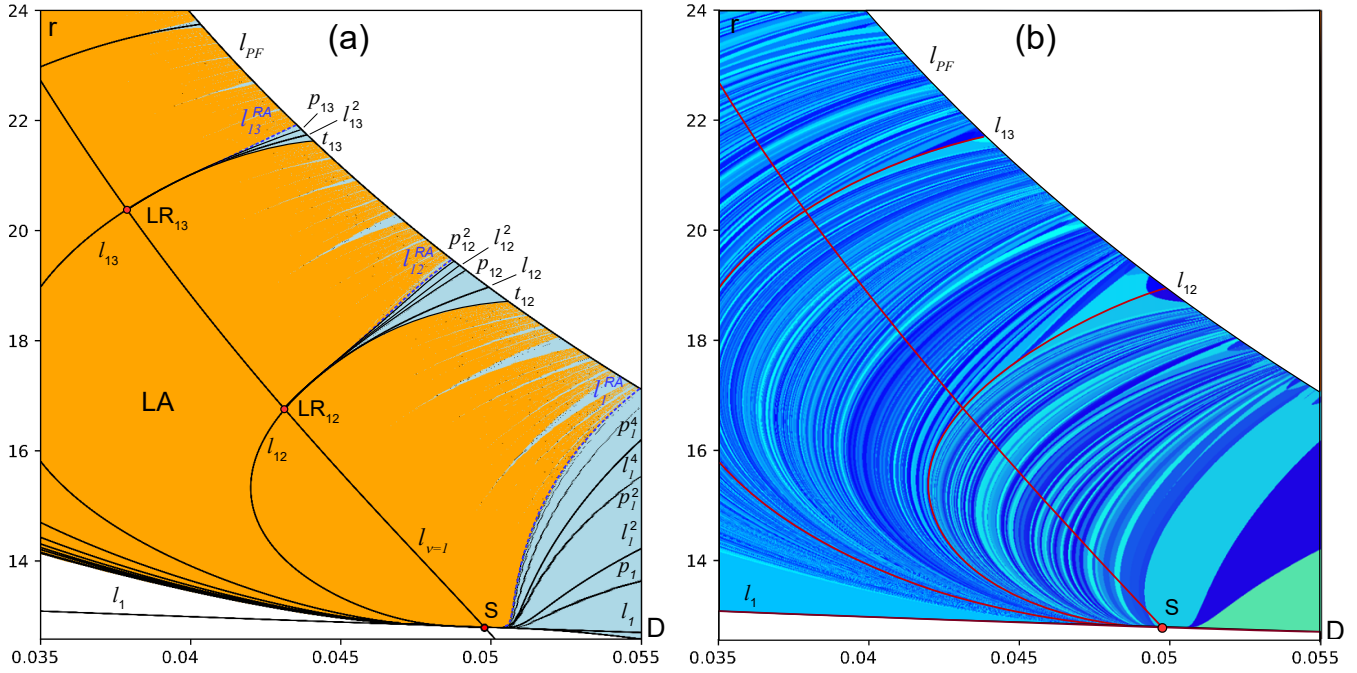 24
22
20
18
16
14
0.035
0.04
0.045
0.05
0.055
r
(a)
l_PF
l_13^RA
p_13
l_13^2
t_13
LR_13
l_13
l_12^RA
p_12^2
l_12^2
p_12
l_12
t_12
LA
LR_12
l_12
l_1^RA
p_1^4
l_1^4
p_1^2
l_1^2
p_1
l_1
l_ν=1
l_1
S
D
24
22
20
18
16
14
0.035
0.04
0.045
0.05
0.055
r
(b)
l_PF
l_13
l_12
l_1
S
D